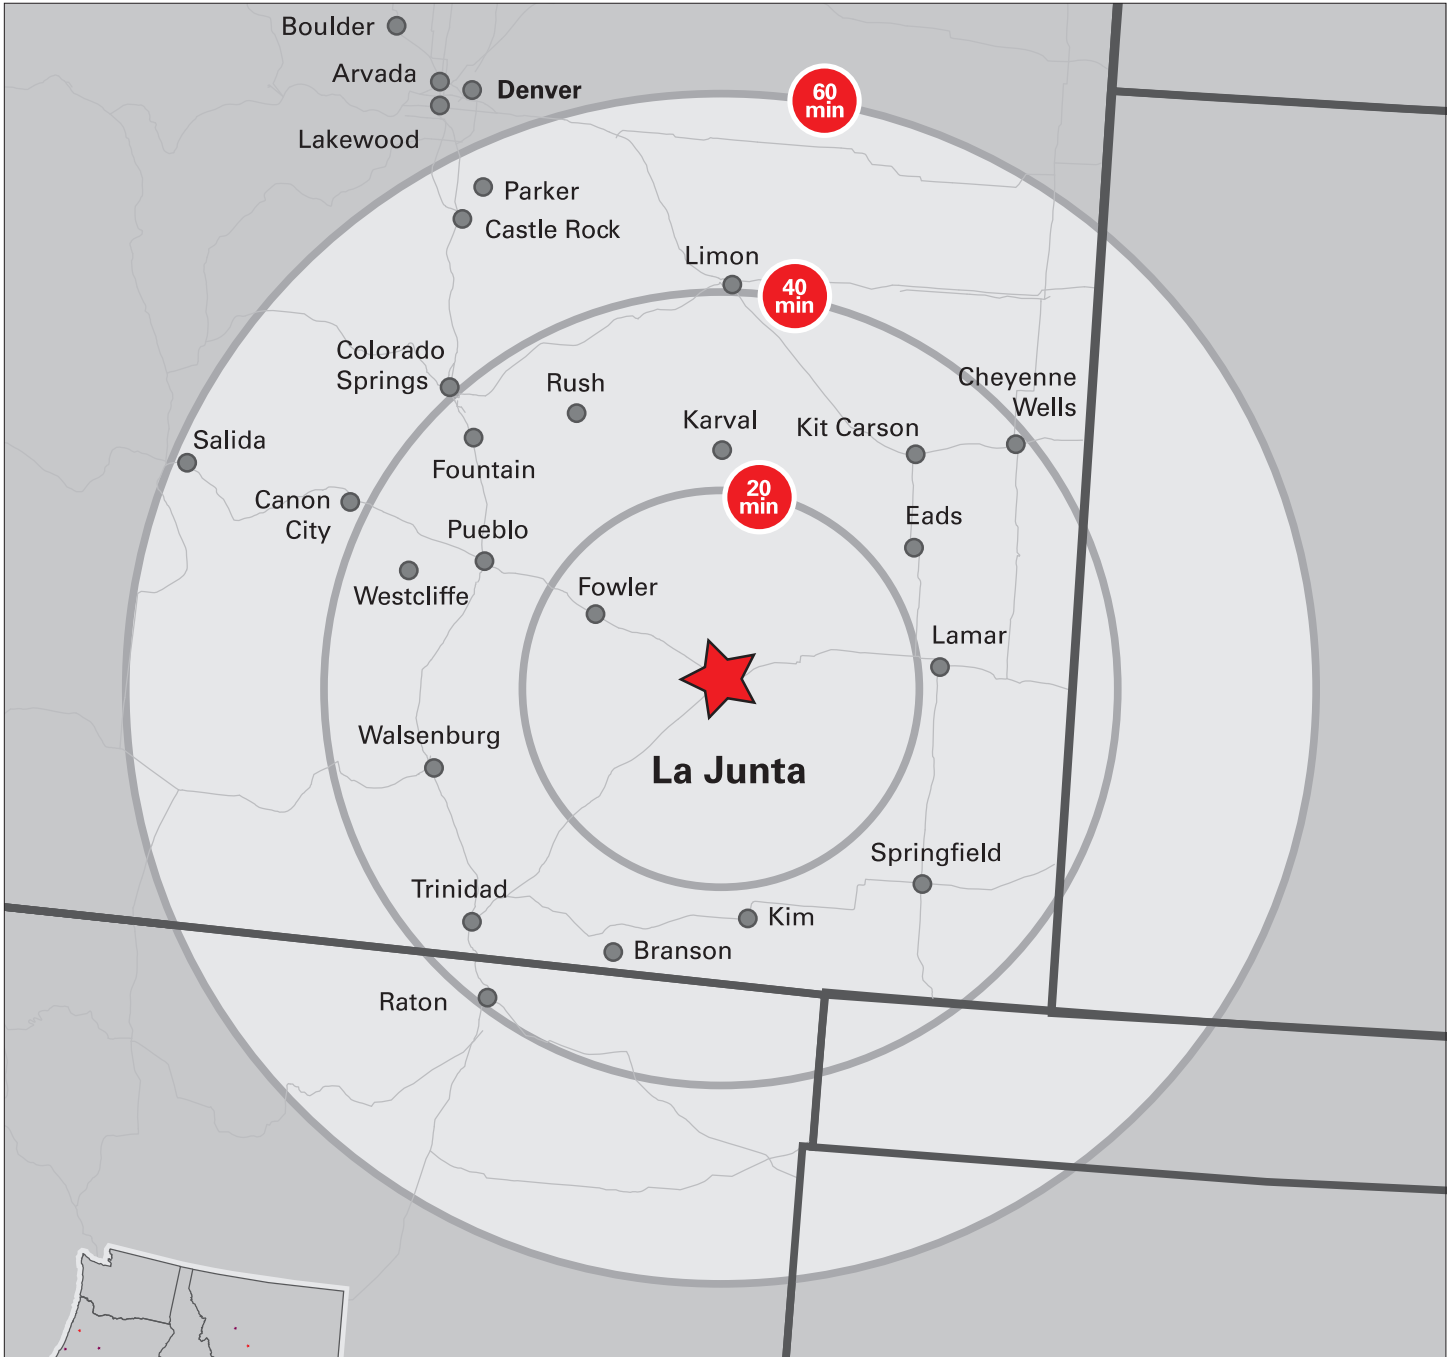 Boulder
Arvada
Denver
Lakewood
60
min
Parker
Castle Rock
Limon
40
min
Colorado
Springs
Rush
Cheyenne
Wells
Karval
Kit Carson
Salida
Fountain
Canon
City
20
min
Pueblo
Eads
Westcliffe
Fowler
Lamar
Walsenburg
La Junta
Springfield
Trinidad
Kim
Branson
Raton